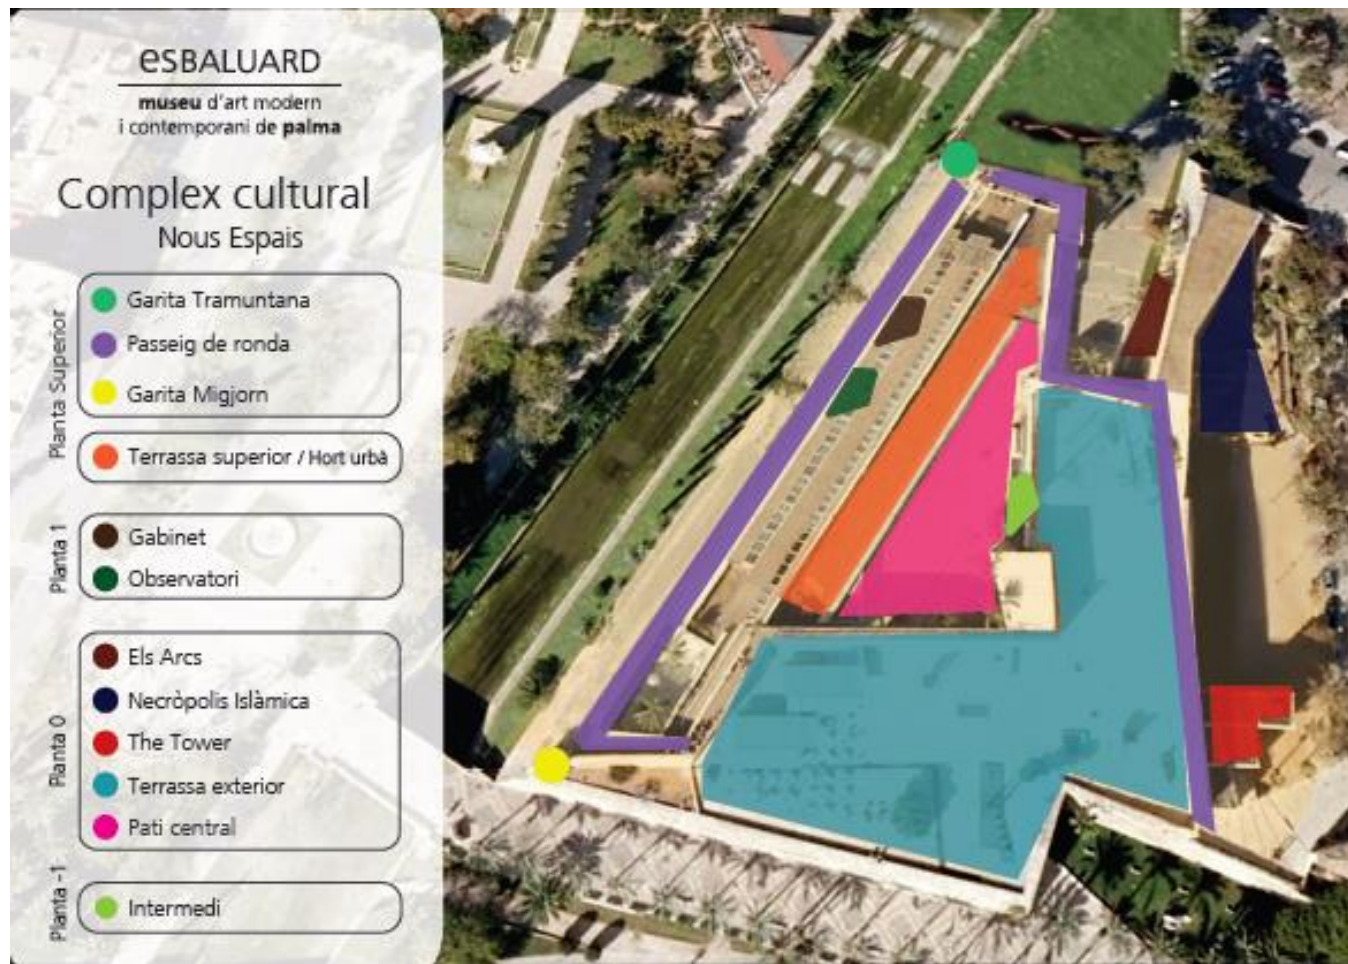 esBALUARD
museu d'art modern
i contemporani de palma
Complex cultural
Nous Espais
Planta Superior
Garita Tramuntana
Passeig de ronda
Garita Migjorn
Terrassa superior / Hort urbà
Planta 1
Gabinet
Observatori
Planta 0
Els Arcs
Necròpolis Islàmica
The Tower
Terrassa exterior
Pati central
Planta -1
Intermedi